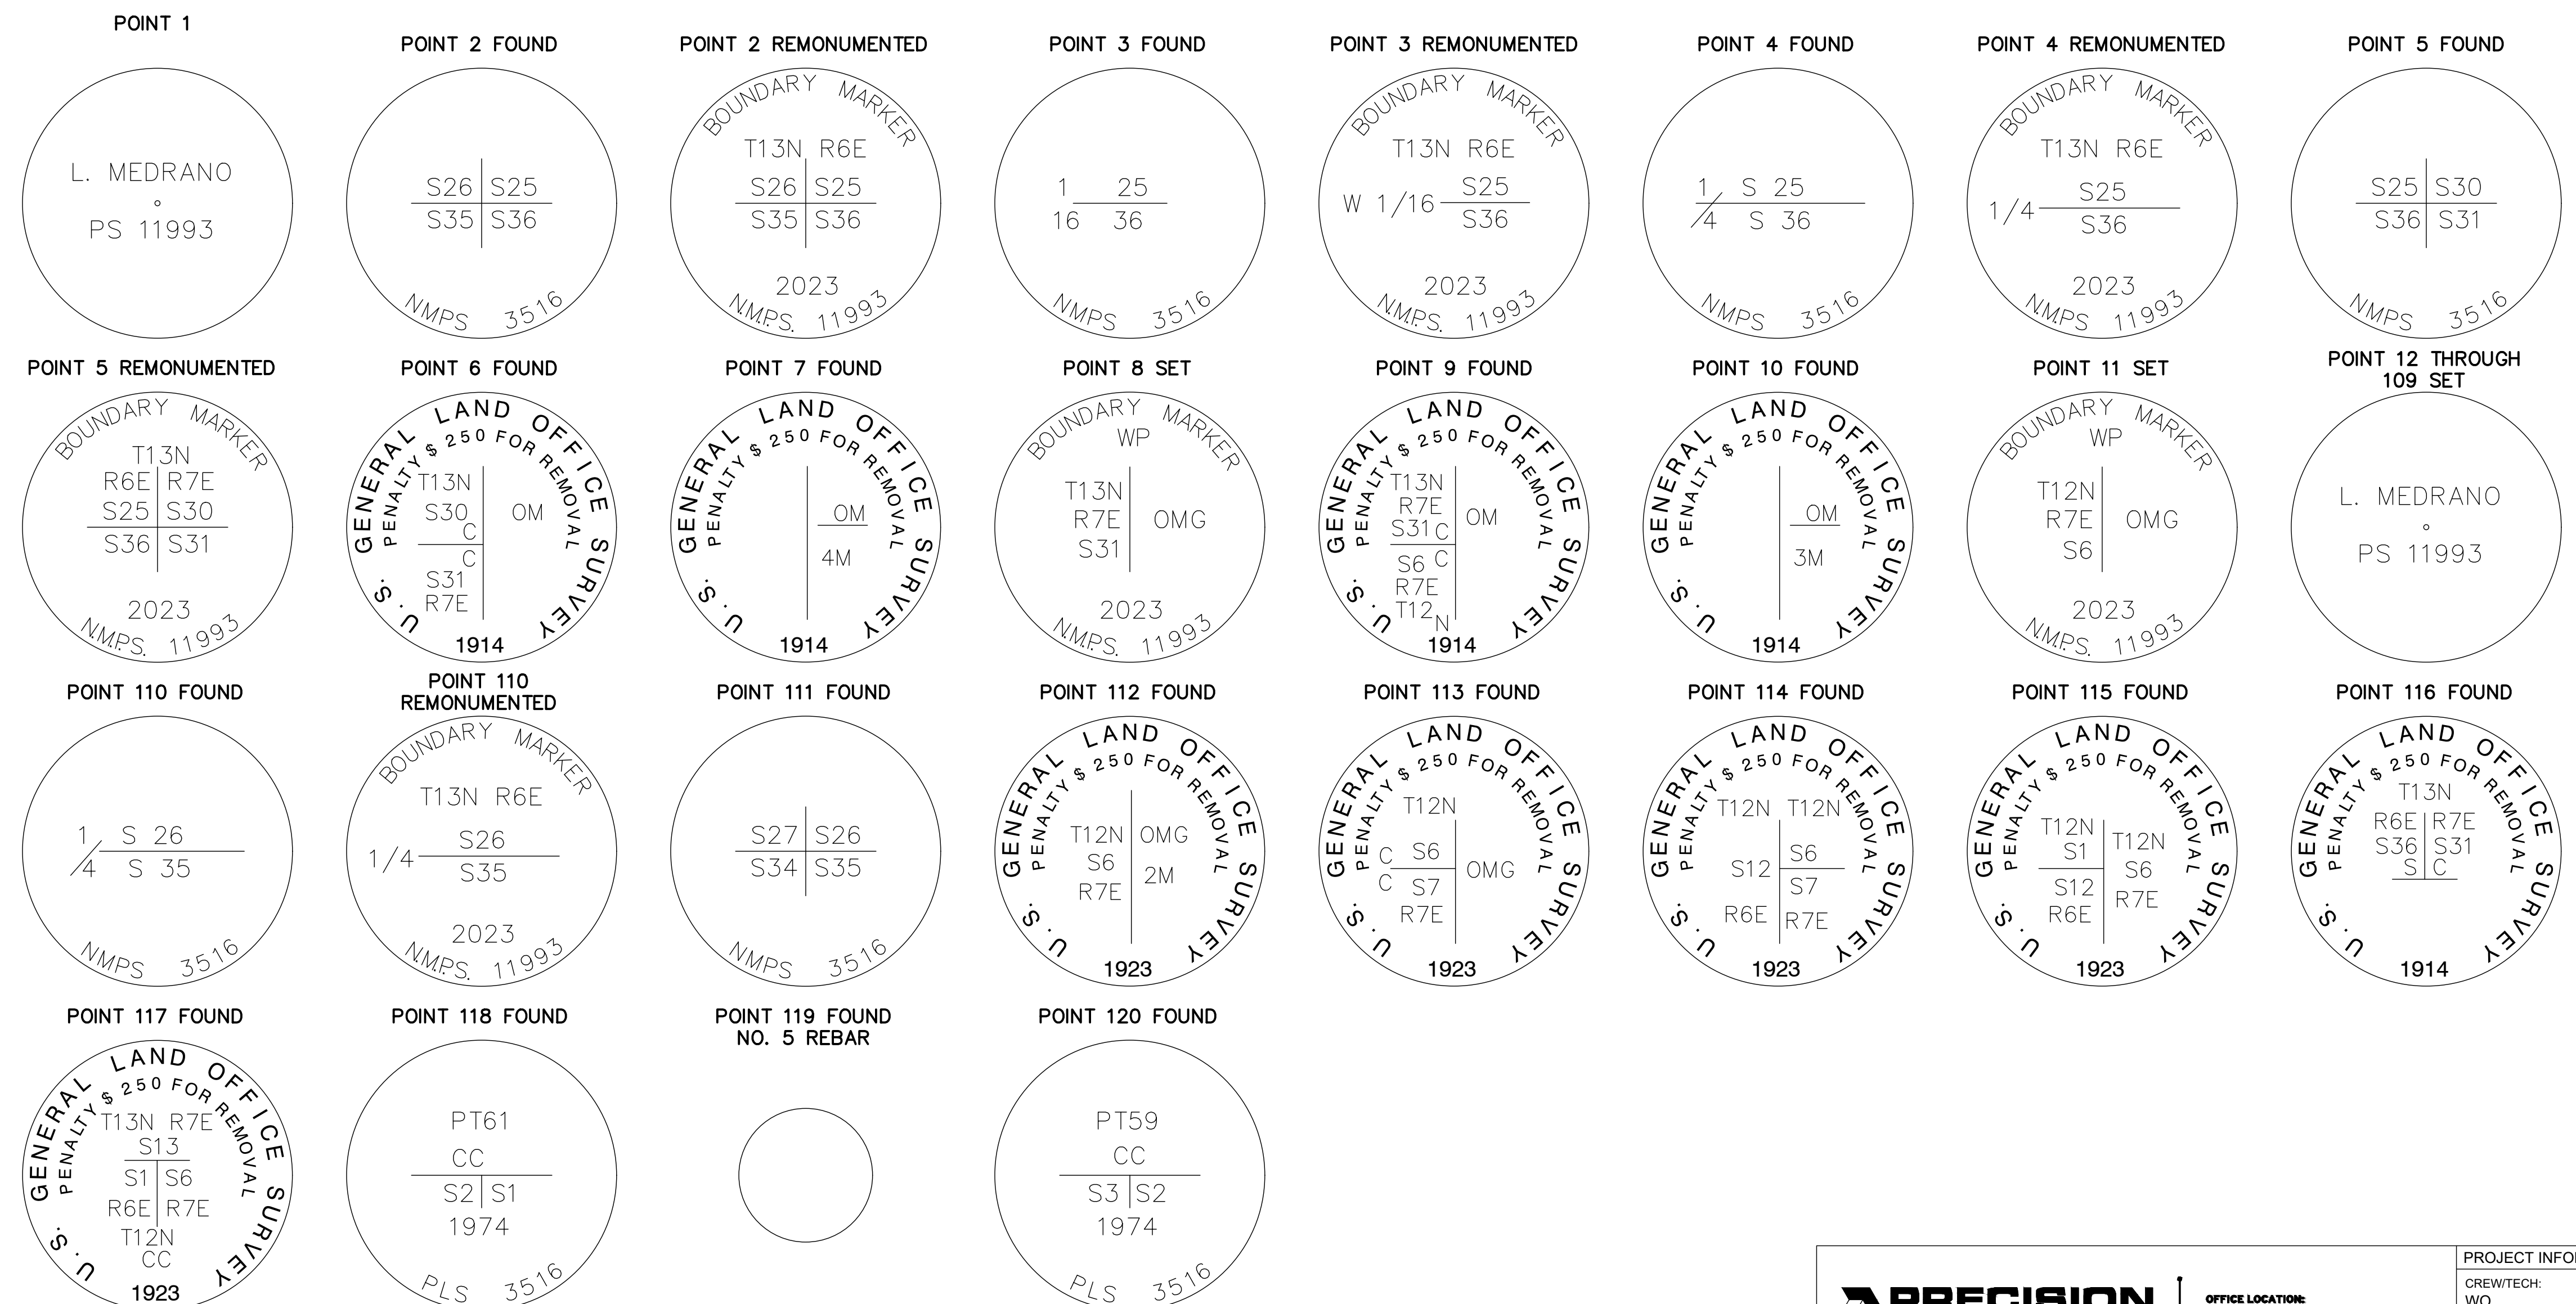 POINT 1
L. MEDRANO
PS 11993
POINT 2 FOUND
S26 S25
S35 S36
NMPS 3516
POINT 2 REMONUMENTED
BOUNDARY MARKER
T13N R6E
S26 S25
S35 S36
2023
N.M.P.S. 11993
POINT 3 FOUND
1 25
16 36
NMPS 3516
POINT 3 REMONUMENTED
BOUNDARY MARKER
T13N R6E
W 1/16 S25
S36
2023
N.M.P.S. 11993
POINT 4 FOUND
1/4 S 25
S 36
NMPS 3516
POINT 4 REMONUMENTED
BOUNDARY MARKER
T13N R6E
1/4 S25
S36
2023
N.M.PS 11993
POINT 5 FOUND
S25 S30
S36 S31
NMPS 3516
POINT 5 REMONUMENTED
BOUNDARY MARKER
T13N
R6E R7E
S25 S30
S36 S31
2023
N.M.P.S. 11993
POINT 6 FOUND
U.S. GENERAL LAND OFFICE SURVEY
PENALTY $ 250 FOR REMOVAL
T13N
S30 OM
C
C
S31
R7E
1914
POINT 7 FOUND
U.S. GENERAL LAND OFFICE SURVEY
PENALTY $ 250 FOR REMOVAL
OM
4M
1914
POINT 8 SET
BOUNDARY MARKER
WP
T13N
R7E OMG
S31
2023
N.M.P.S. 11993
POINT 9 FOUND
U.S. GENERAL LAND OFFICE SURVEY
PENALTY $ 250 FOR REMOVAL
T13N
R7E OM
S31 C
S6 C
R7E
T12N
1914
POINT 10 FOUND
U.S. GENERAL LAND OFFICE SURVEY
PENALTY $ 250 FOR REMOVAL
OM
3M
1914
POINT 11 SET
BOUNDARY MARKER
WP
T12N
R7E OMG
S6
2023
N.M.P.S. 11993
POINT 12 THROUGH
109 SET
L. MEDRANO
PS 11993
POINT 110 FOUND
1/4 S 26
S 35
NMPS 3516
POINT 110
REMONUMENTED
BOUNDARY MARKER
T13N R6E
1/4 S26
S35
2023
N.M.P.S. 11993
POINT 111 FOUND
S27 S26
S34 S35
NMPS 3516
POINT 112 FOUND
U.S. GENERAL LAND OFFICE SURVEY
PENALTY $ 250 FOR REMOVAL
T12N OMG
S6 2M
R7E
1923
POINT 113 FOUND
U.S. GENERAL LAND OFFICE SURVEY
PENALTY $ 250 FOR REMOVAL
T12N
C S6
C S7 OMG
R7E
1923
POINT 114 FOUND
U.S. GENERAL LAND OFFICE SURVEY
PENALTY $ 250 FOR REMOVAL
T12N T12N
S6
S12
S7
R6E R7E
1923
POINT 115 FOUND
U.S. GENERAL LAND OFFICE SURVEY
PENALTY $ 250 FOR REMOVAL
T12N T12N
S1 S6
S12 R7E
R6E
1923
POINT 116 FOUND
U.S. GENERAL LAND OFFICE SURVEY
PENALTY $ 250 FOR REMOVAL
T13N
R6E R7E
S36 S31
S C
1914
POINT 117 FOUND
U.S. GENERAL LAND OFFICE SURVEY
PENALTY $ 250 FOR REMOVAL
T13N R7E
S13
S1 S6
R6E R7E
T12N
CC
1923
POINT 118 FOUND
PT61
CC
S2 S1
1974
PLS 3516
POINT 119 FOUND
NO. 5 REBAR
POINT 120 FOUND
PT59
CC
S3 S2
1974
PLS 3516
PRECISION
OFFICE LOCATION:
CREW/TECH: